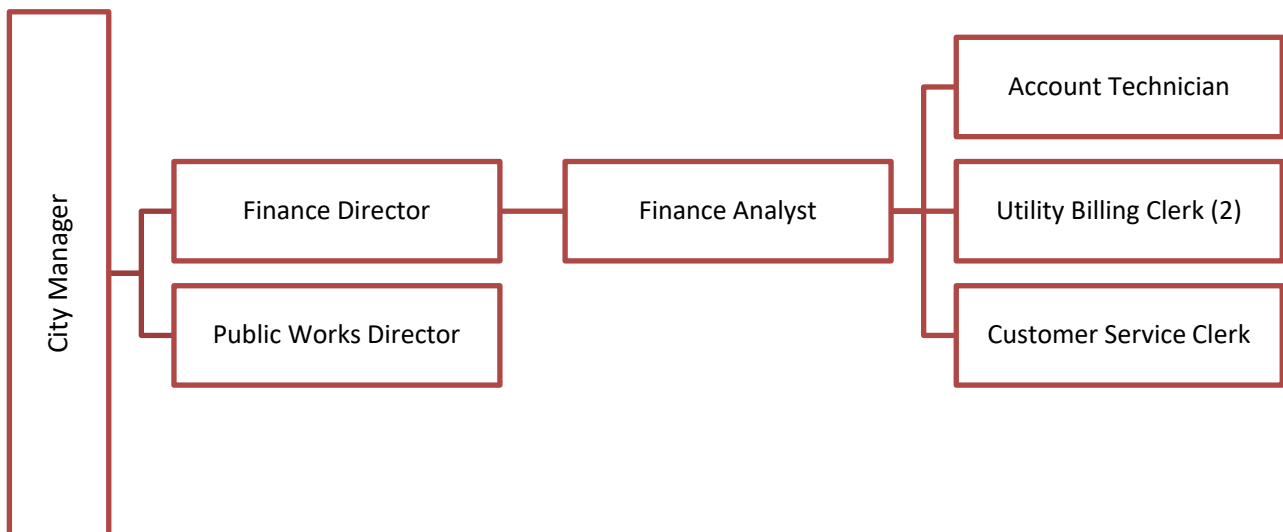 City Manager
Finance Director
Public Works Director
Finance Analyst
Account Technician
Utility Billing Clerk (2)
Customer Service Clerk